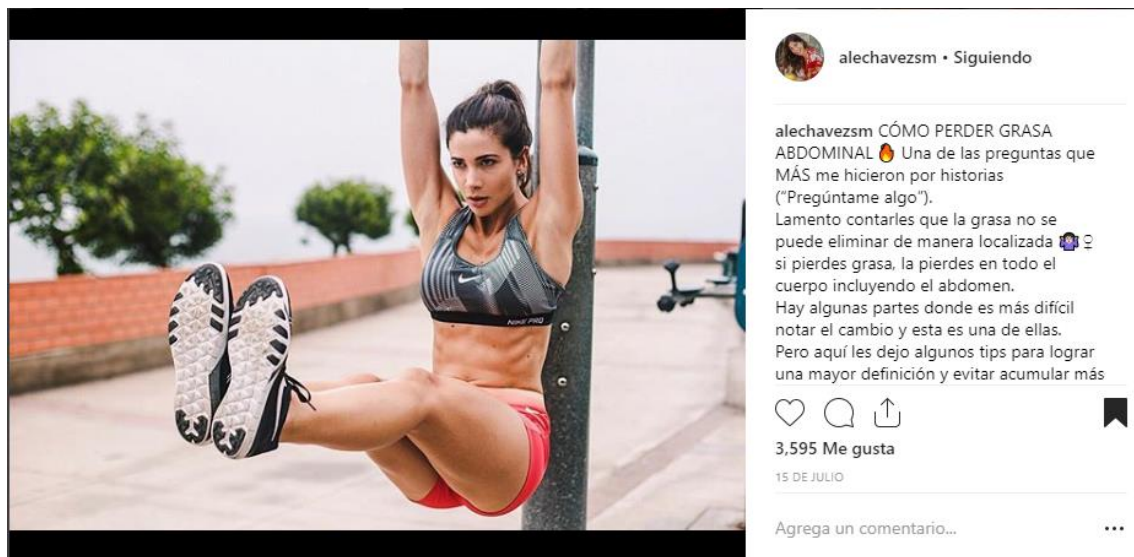 alechavezsm • Siguiendo
alechavezsm CÓMO PERDER GRASA
ABDOMINAL 🔥 Una de las preguntas que
MÁS me hicieron por historias
("Pregúntame algo").
Lamento contarles que la grasa no se
puede eliminar de manera localizada 🤷🏻♀
si pierdes grasa, la pierdes en todo el
cuerpo incluyendo el abdomen.
Hay algunas partes donde es más difícil
notar el cambio y esta es una de ellas.
Pero aquí les dejo algunos tips para lograr
una mayor definición y evitar acumular más
3,595 Me gusta
15 DE JULIO
Agrega un comentario...
NIKE PRO